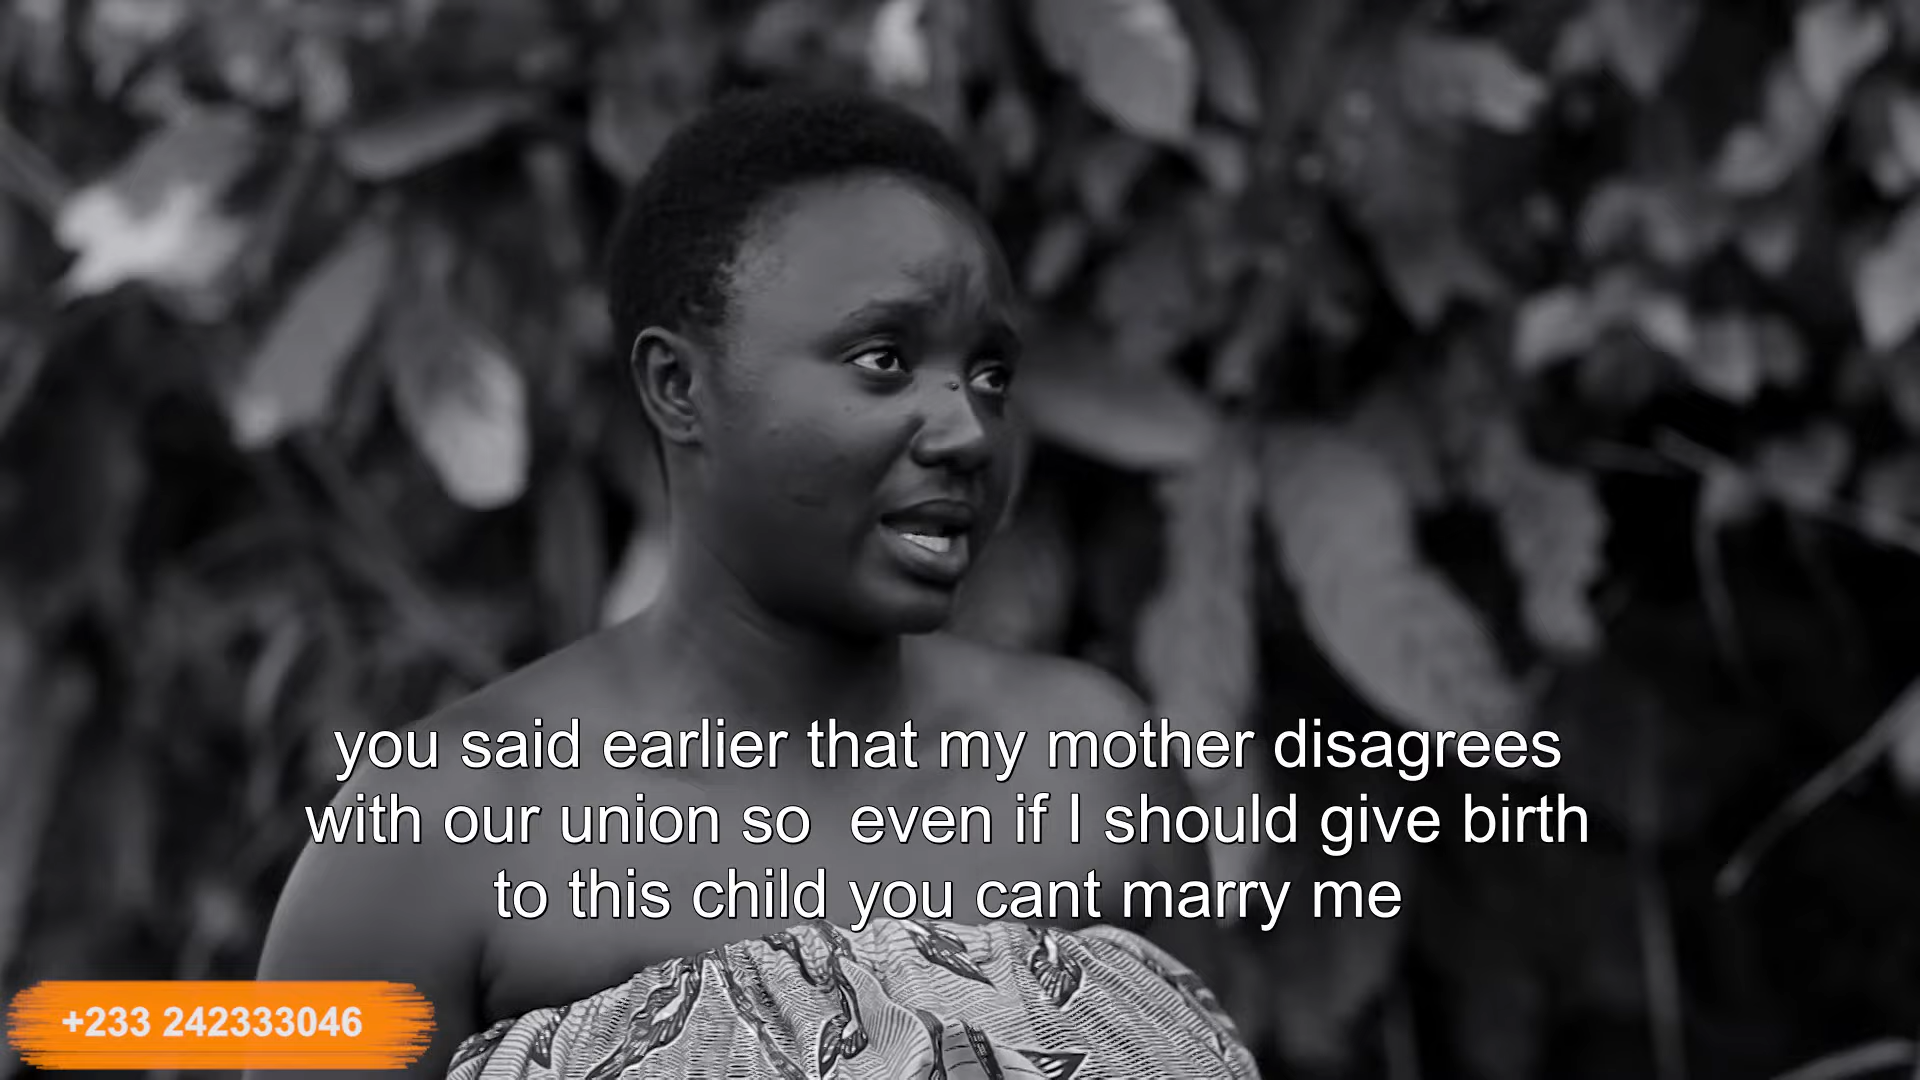 you said earlier that my mother disagrees
with our union so  even if I should give birth
to this child you cant marry me
+233 242333046